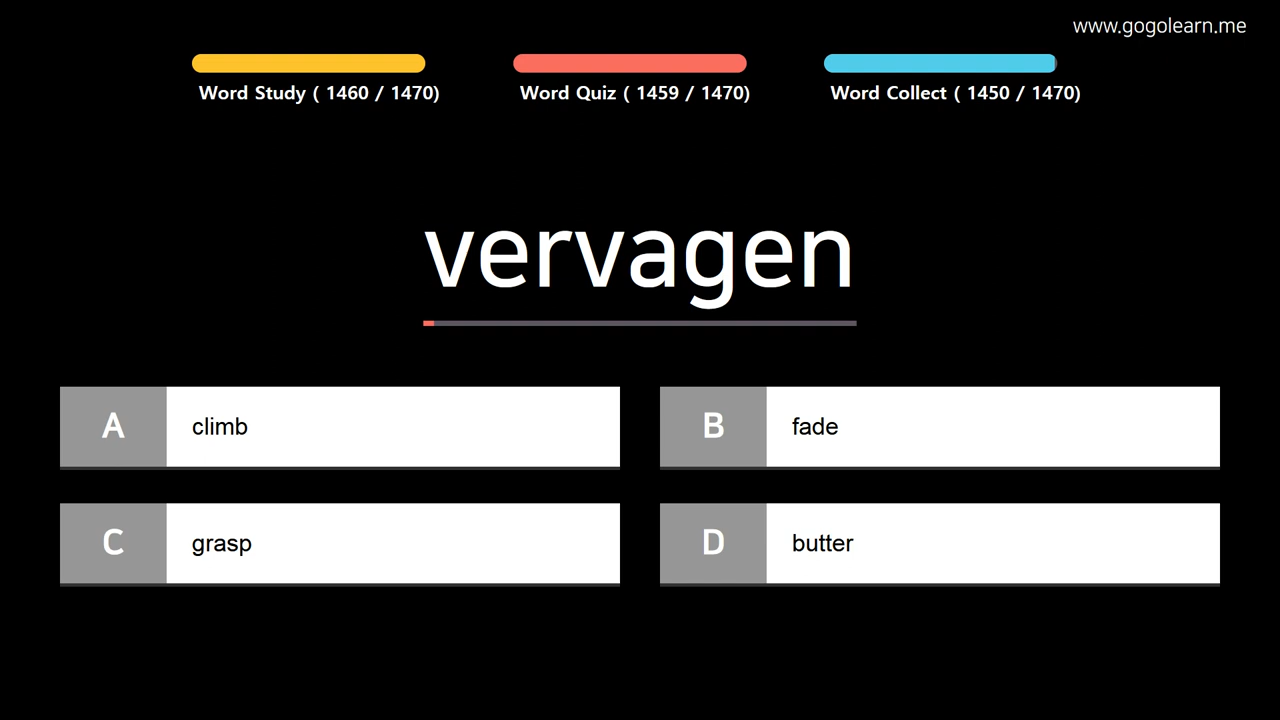 www.gogolearn.me
Word Study ( 1460 / 1470)
Word Quiz ( 1459 / 1470)
Word Collect ( 1450 / 1470)
vervagen
A climb
B fade
C grasp
D butter